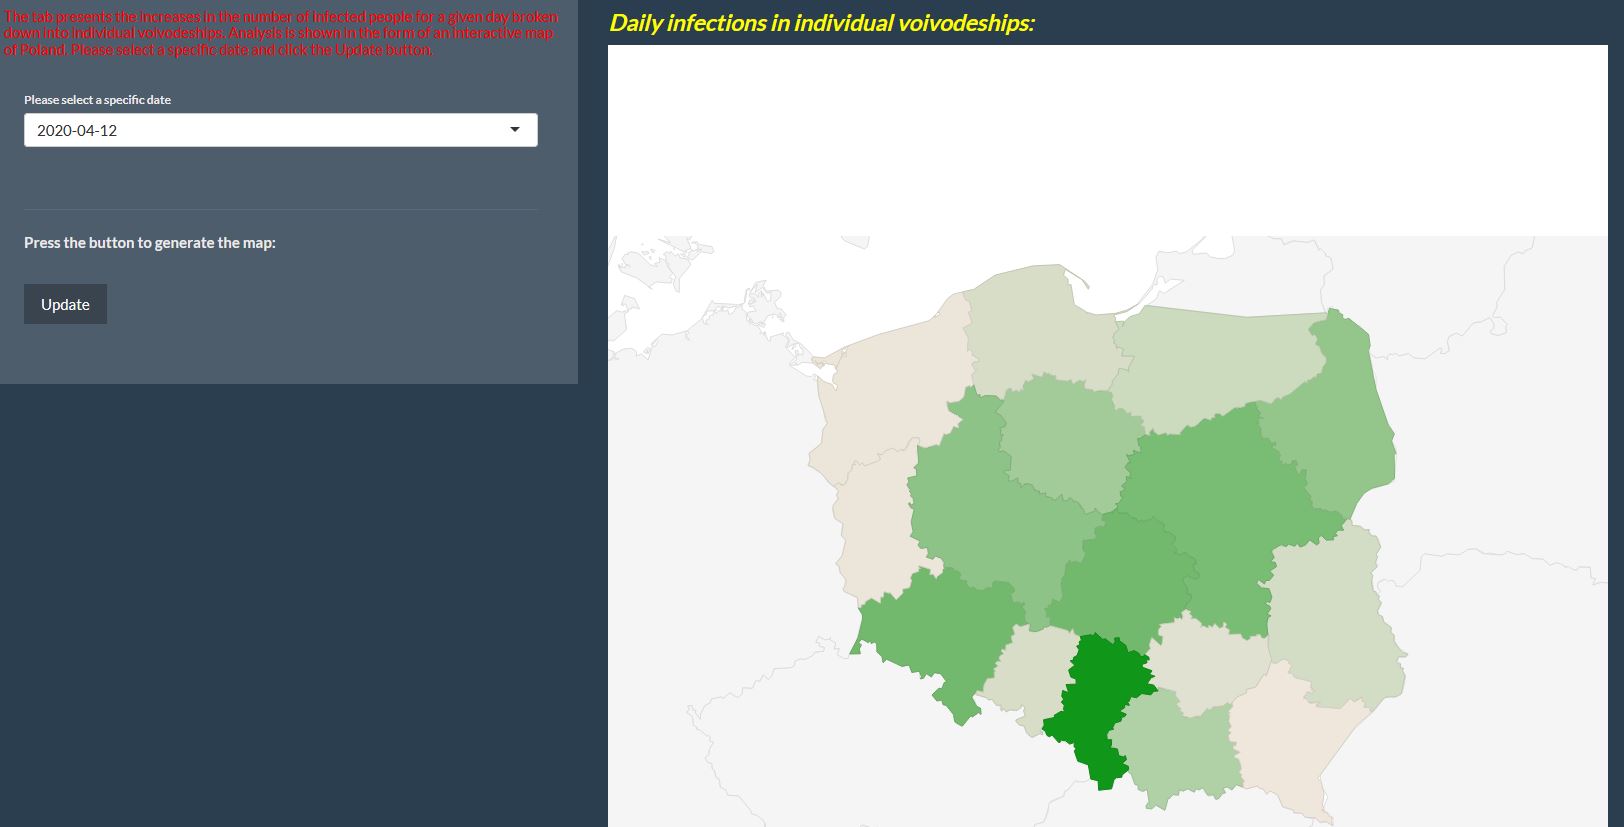 The tab presents the increases in the number of infected people for a given day broken
down into individual voivodeships. Analysis is shown in the form of an interactive map
of Poland. Please select a specific date and click the Update button.
Please select a specific date
2020-04-12
Press the button to generate the map:
Update
Daily infections in individual voivodeships: